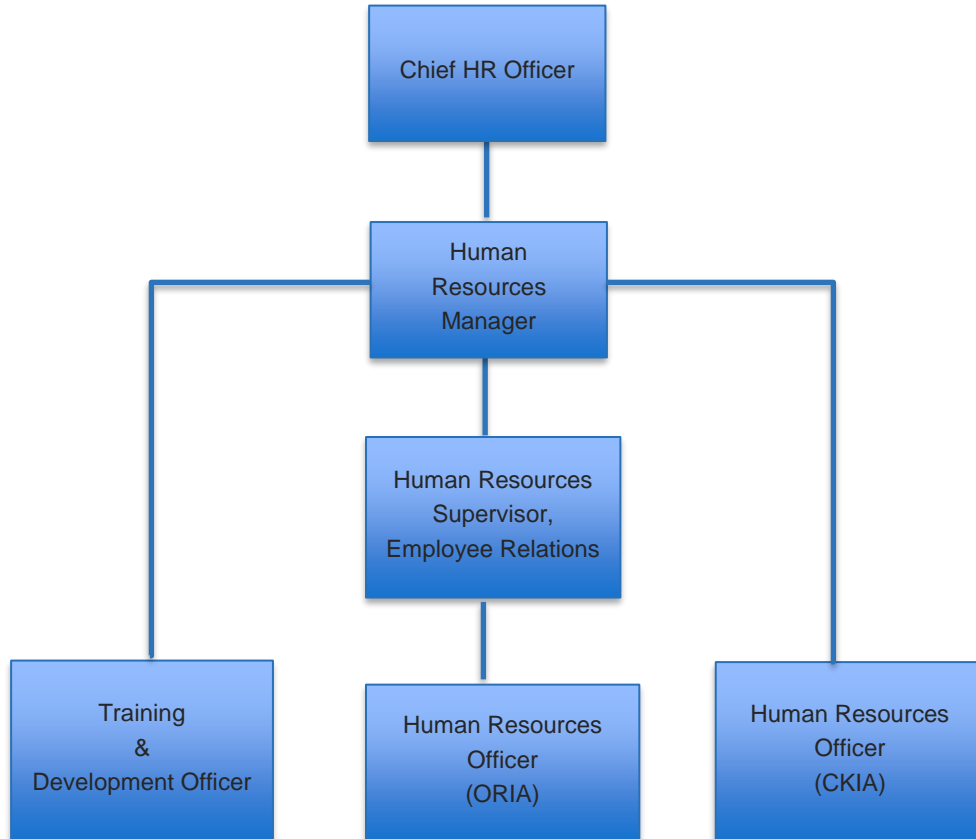 Chief HR Officer
Human
Resources
Manager
Human Resources
Supervisor,
Employee Relations
Training
&
Development Officer
Human Resources
Officer
(ORIA)
Human Resources
Officer
(CKIA)